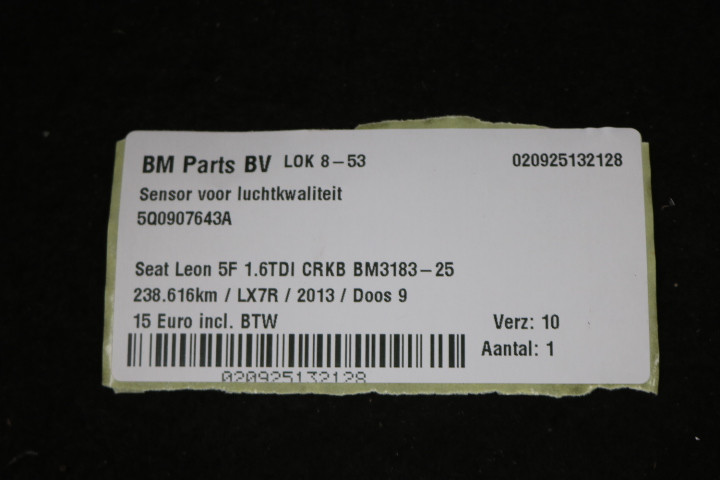 BM Parts BV LOK 8-53 020925132128
Sensor voor luchtkwaliteit
5Q0907643A
Seat Leon 5F 1.6TDI CRKB BM3183-25
238.616km / LX7R / 2013 / Doos 9
15 Euro incl. BTW Verz: 10
Aantal: 1
020925132128